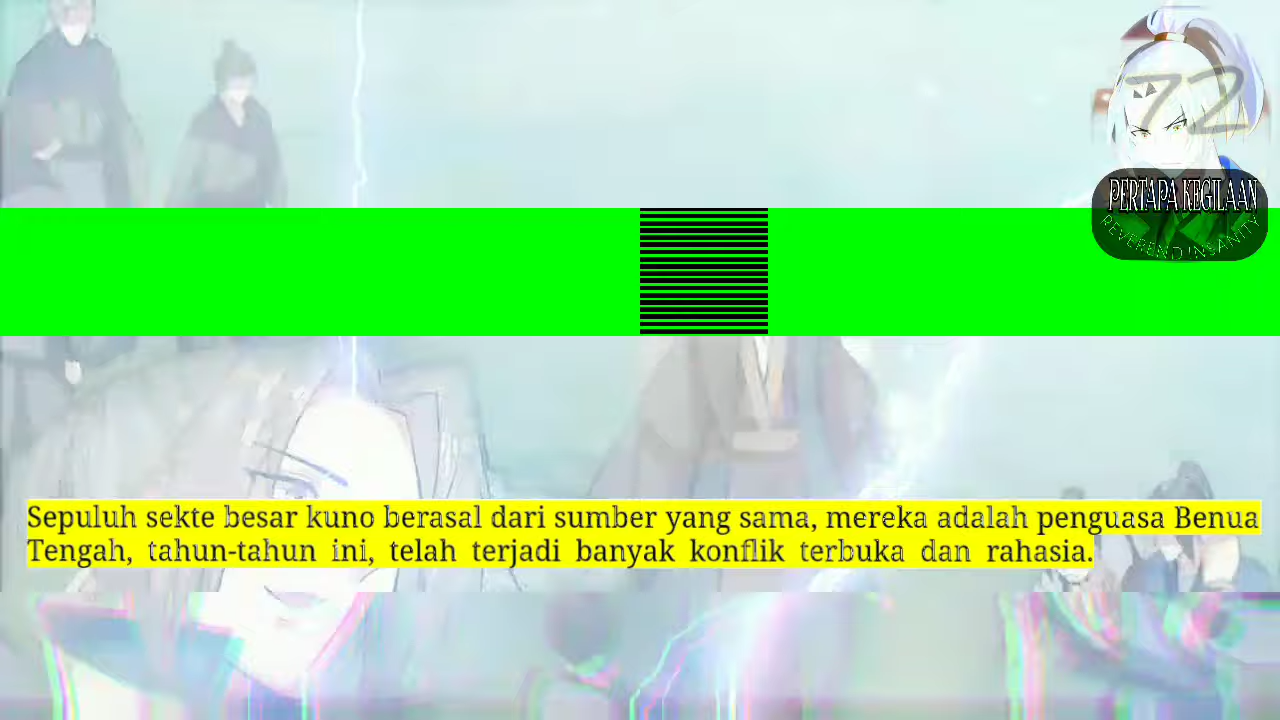 72
PERTAPA KEGILAAN
REVEREND INSANITY
Sepuluh sekte besar kuno berasal dari sumber yang sama, mereka adalah penguasa Benua
Tengah, tahun-tahun ini, telah terjadi banyak konflik terbuka dan rahasia.